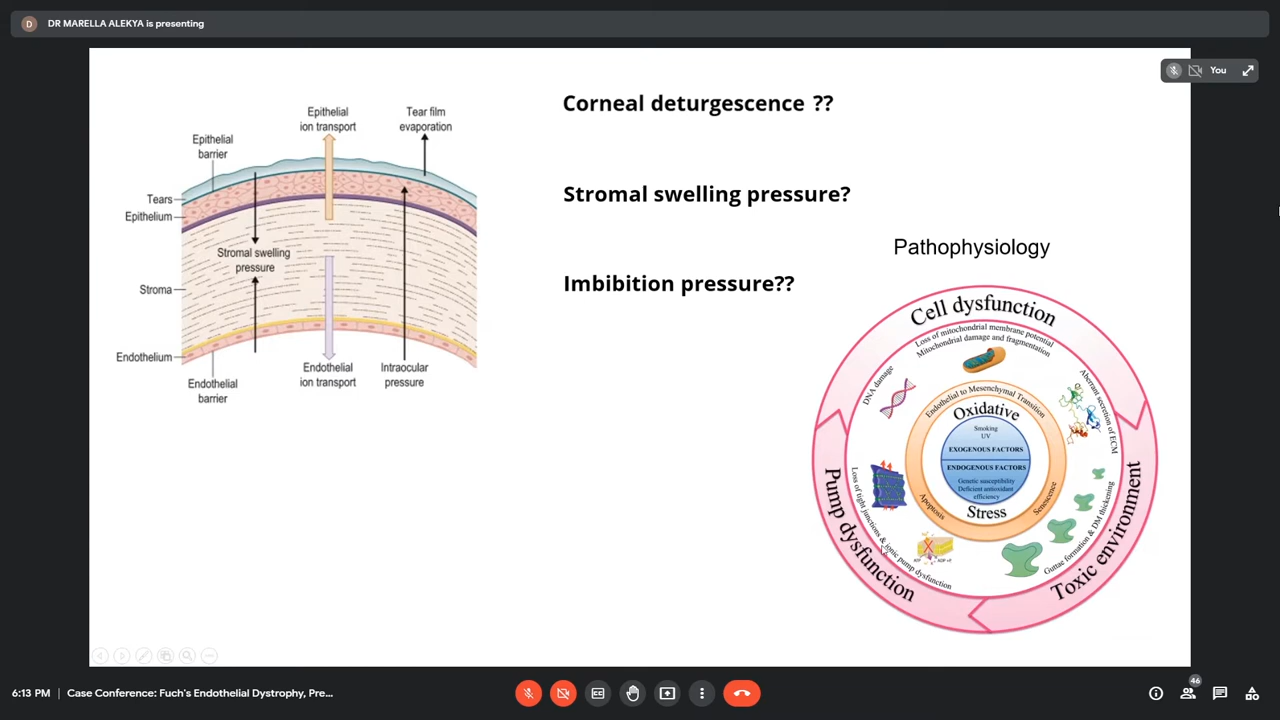 D
DR MARELLA ALEKYA is presenting
You
Corneal deturgescence ??
Stromal swelling pressure?
Imbibition pressure??
Epithelial
ion transport
Tear film
evaporation
Epithelial
barrier
Tears
Epithelium
Stromal swelling
pressure
Stroma
Endothelium
Endothelial
barrier
Endothelial
ion transport
Intraocular
pressure
Pathophysiology
Cell dysfunction
Loss of mitochondrial membrane potential
Mitochondrial damage and fragmentation
DNA damage
Aberrant secretion of ECM
Endothelial to Mesenchymal Transition
Oxidative
Smoking
UV
EXOGENOUS FACTORS
ENDOGENOUS FACTORS
Genetic susceptibility
Deficient antioxidant
efficiency
Stress
Apoptosis
Senescence
Loss of tight junctions & ionic pump dysfunction
ATP
ADP +P
Guttae formation & DM thickening
Pump dysfunction
Toxic environment
6:13 PM | Case Conference: Fuch's Endothelial Dystrophy, Pre...
46